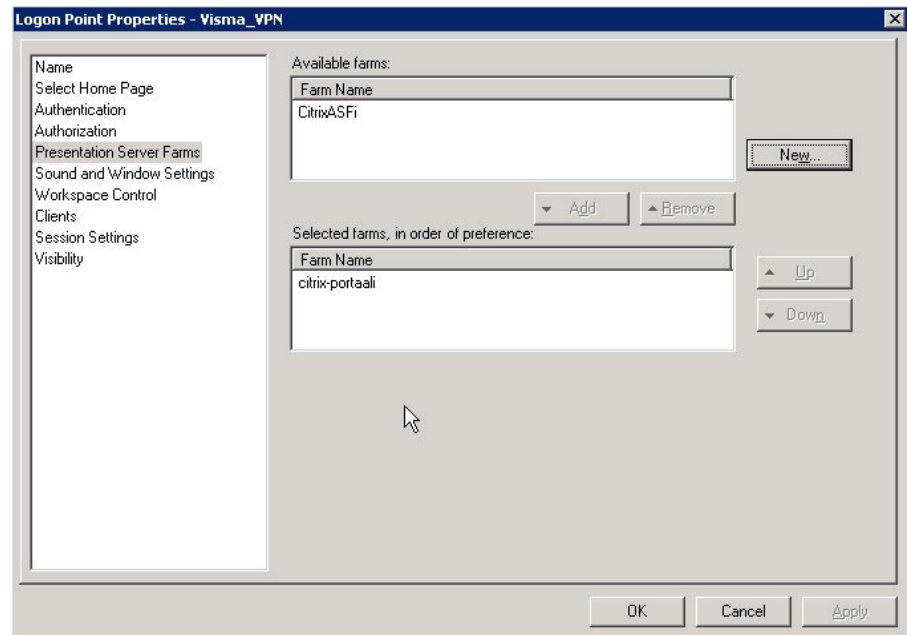 Logon Point Properties - Visma_VPN
Name
Select Home Page
Authentication
Authorization
Presentation Server Farms
Sound and Window Settings
Workspace Control
Clients
Session Settings
Visibility
Available farms:
Farm Name
CitrixASFi
New...
Add
Remove
Selected farms, in order of preference:
Farm Name
citrix-portaali
Up
Down
OK
Cancel
Apply